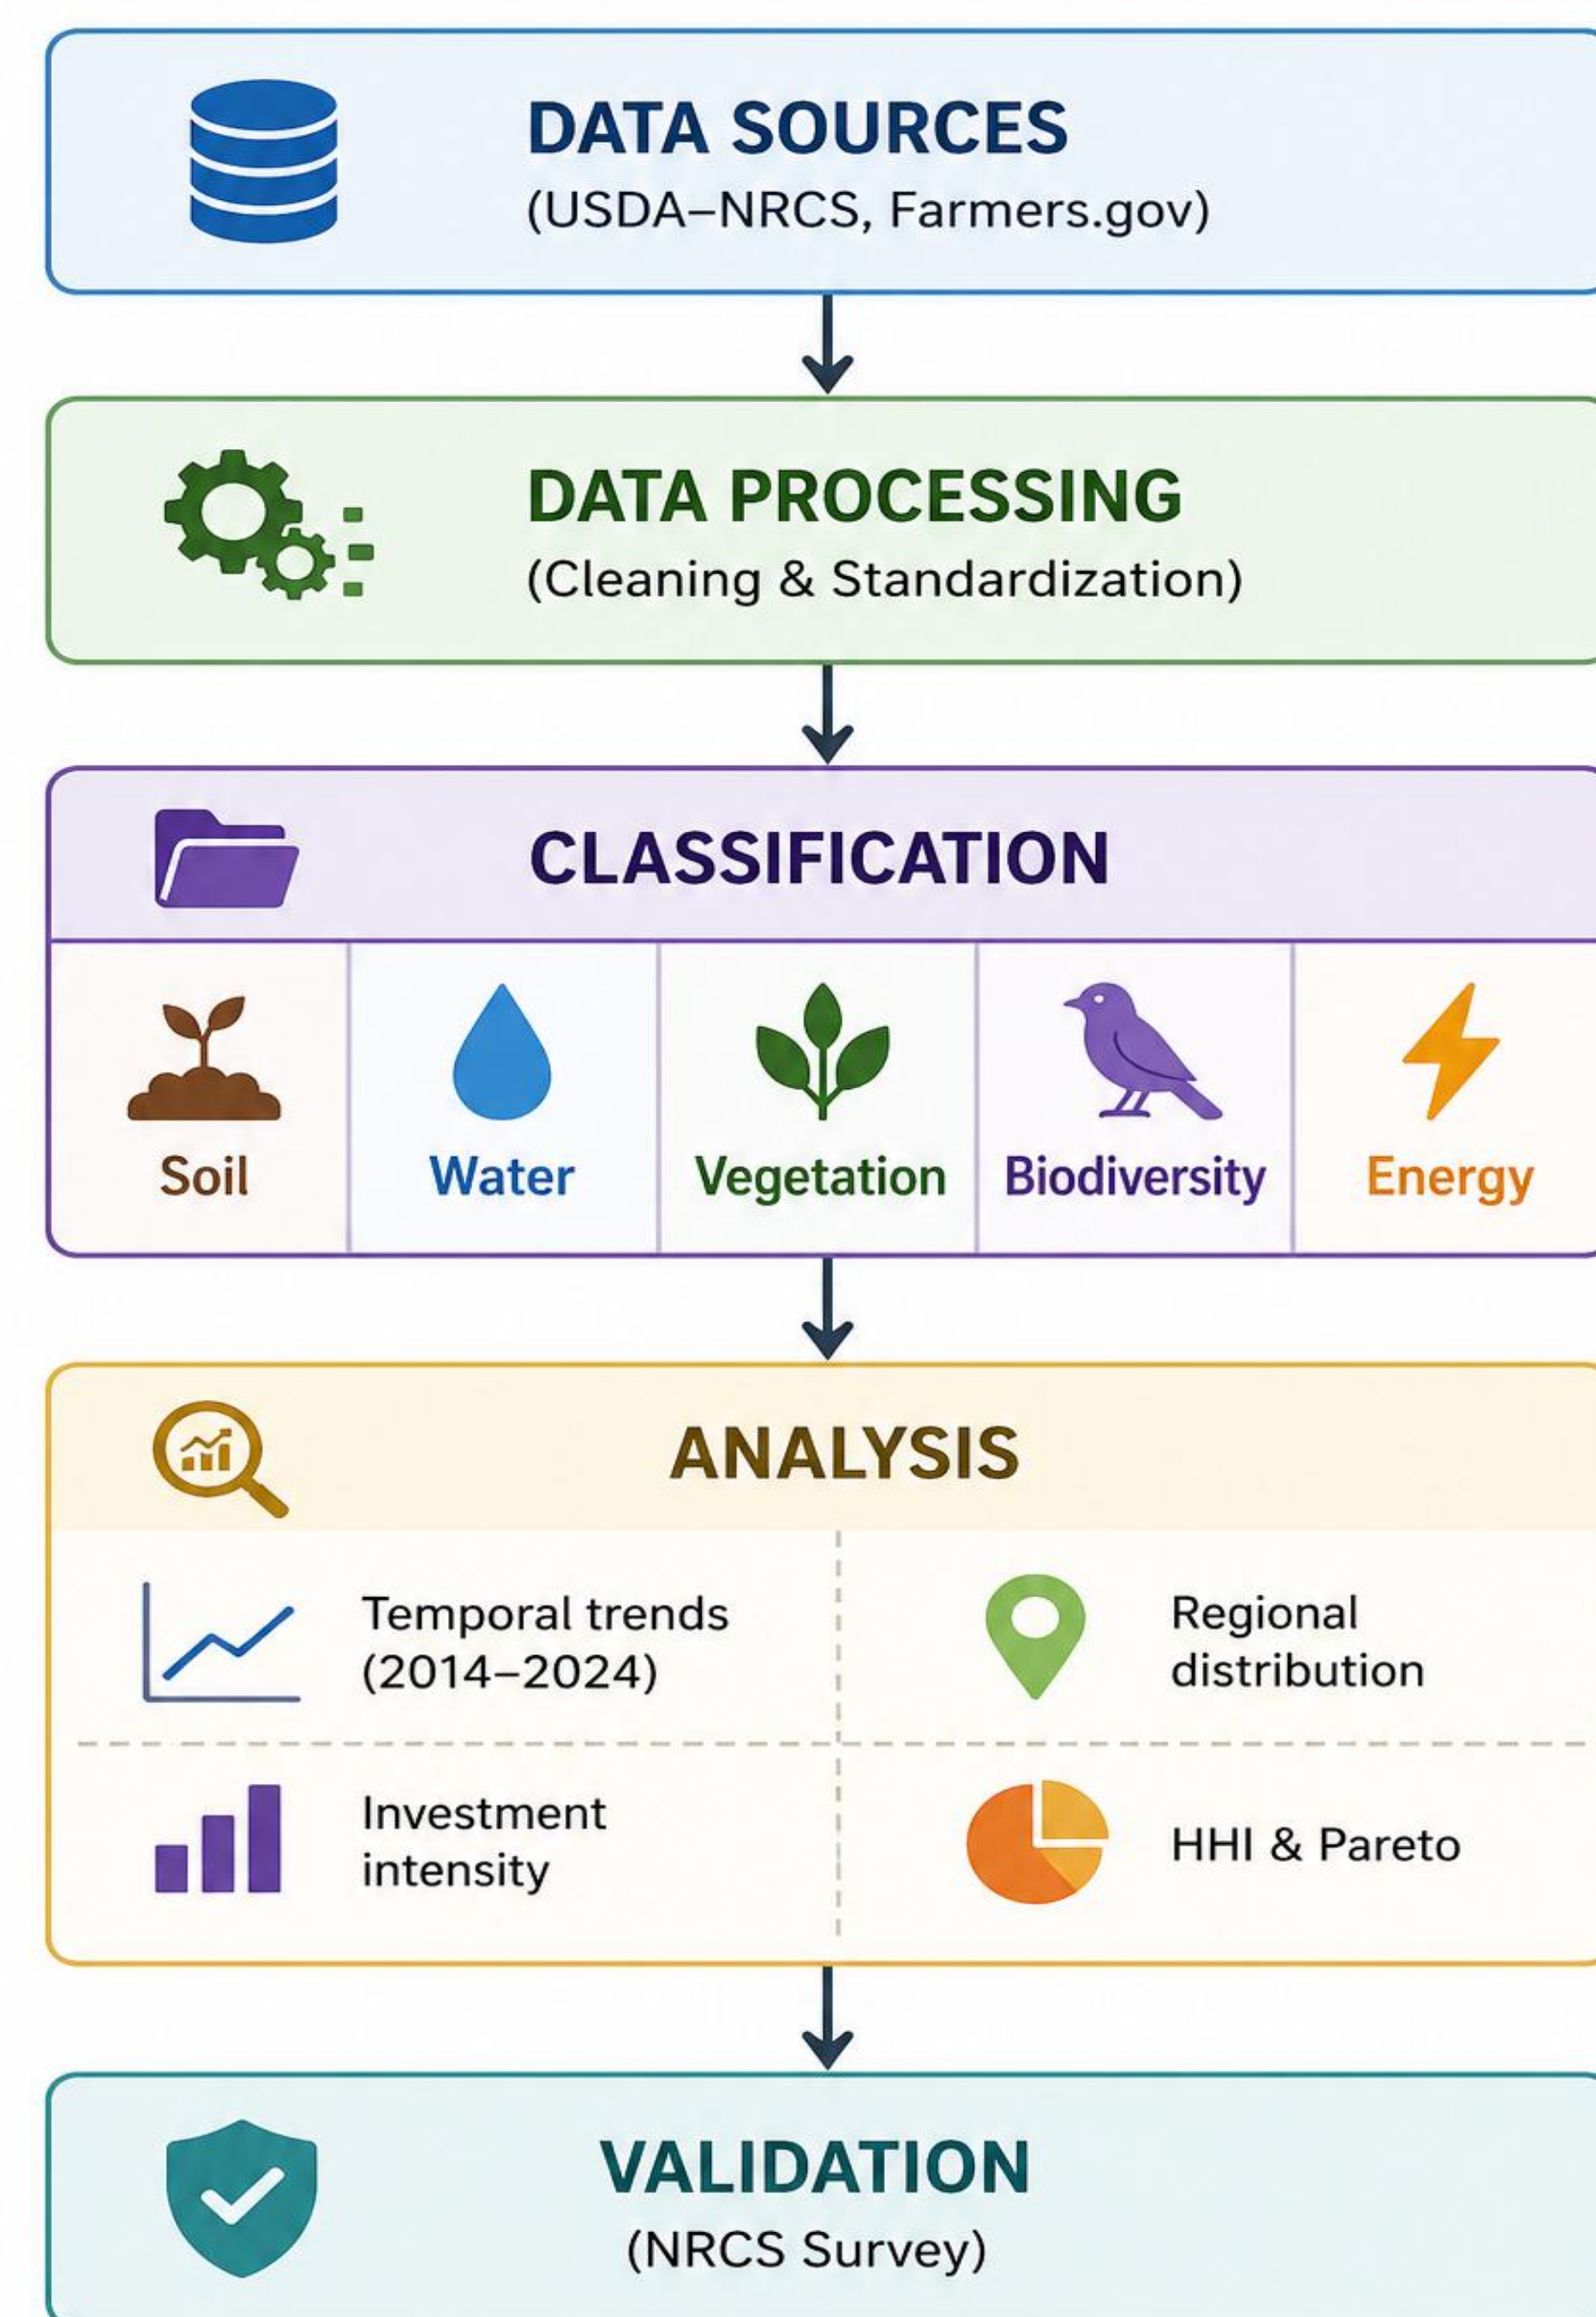 DATA SOURCES
(USDA–NRCS, Farmers.gov)
DATA PROCESSING
(Cleaning & Standardization)
CLASSIFICATION
Soil
Water
Vegetation
Biodiversity
Energy
ANALYSIS
Temporal trends
(2014–2024)
Regional
distribution
Investment
intensity
HHI & Pareto
VALIDATION
(NRCS Survey)